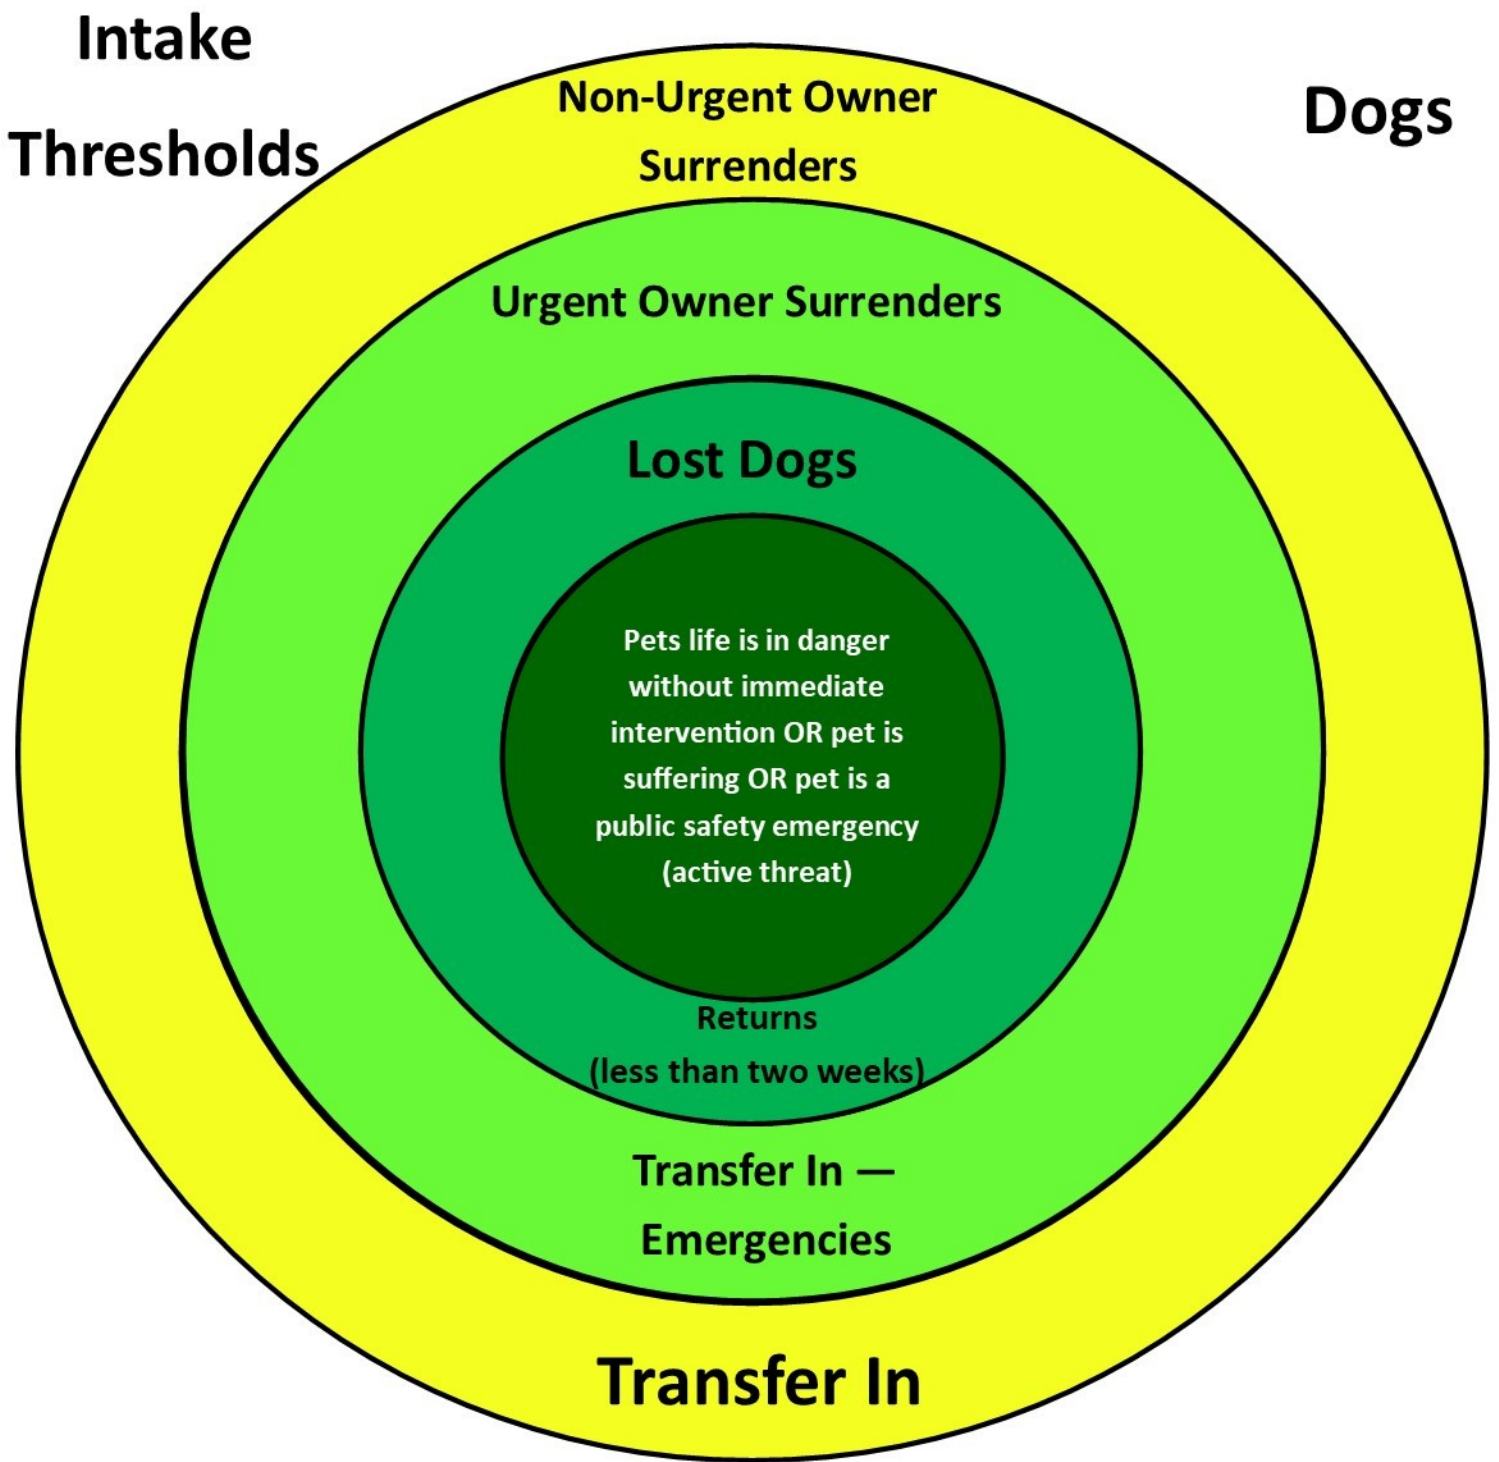 Intake
Thresholds
Dogs
Non-Urgent Owner
Surrenders
Urgent Owner Surrenders
Lost Dogs
Pets life is in danger
without immediate
intervention OR pet is
suffering OR pet is a
public safety emergency
(active threat)
Returns
(less than two weeks)
Transfer In —
Emergencies
Transfer In